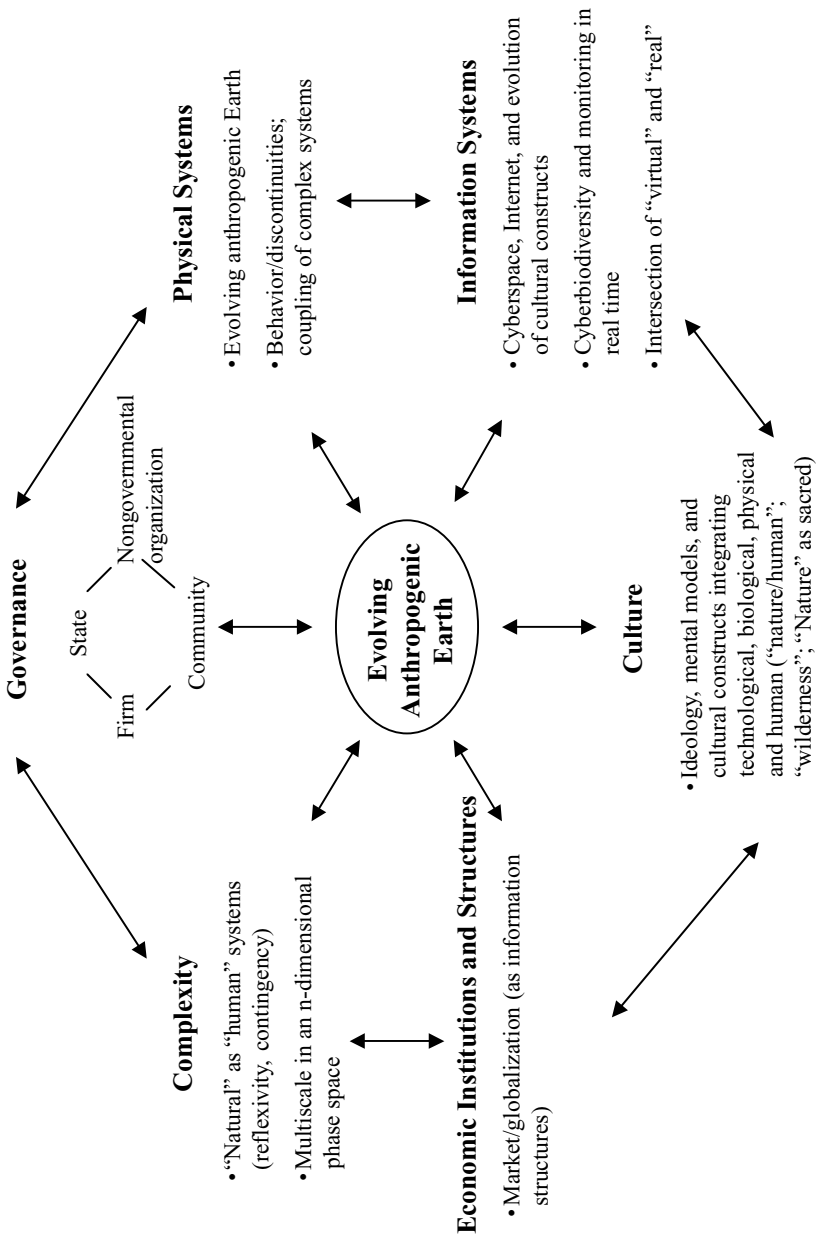 Governance
State
Firm
Nongovernmental
organization
Community
Complexity
•“Natural” as “human” systems
(reflexivity, contingency)
•Multiscale in an n-dimensional
phase space
Physical Systems
•Evolving anthropogenic Earth
•Behavior/discontinuities;
coupling of complex systems
Evolving
Anthropogenic
Earth
Economic Institutions and Structures
•Market/globalization (as information
structures)
Information Systems
•Cyberspace, Internet, and evolution
of cultural constructs
•Cyberbiodiversity and monitoring in
real time
•Intersection of “virtual” and “real”
Culture
•Ideology, mental models, and
cultural constructs integrating
technological, biological, physical
and human (“nature/human”;
“wilderness”; “Nature” as sacred)